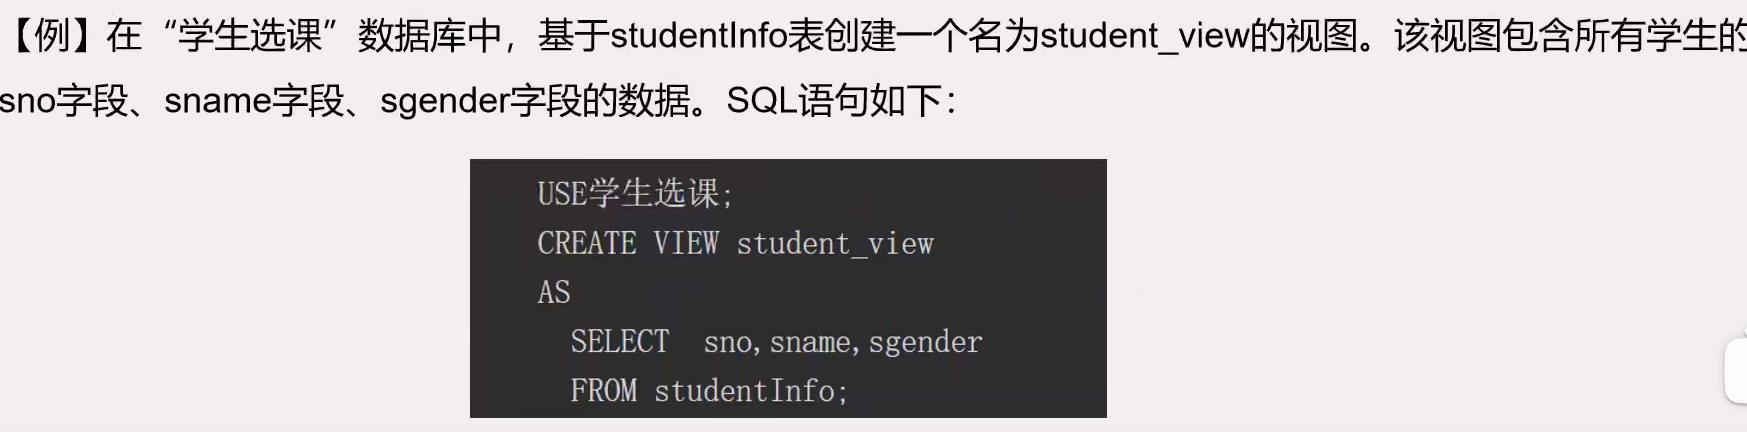 【例】在“学生选课”数据库中，基于studentInfo表创建一个名为student_view的视图。该视图包含所有学生的
sno字段、sname字段、sgender字段的数据。SQL语句如下：
USE学生选课;
CREATE VIEW student_view
AS
SELECT sno,sname,sgender
FROM studentInfo;